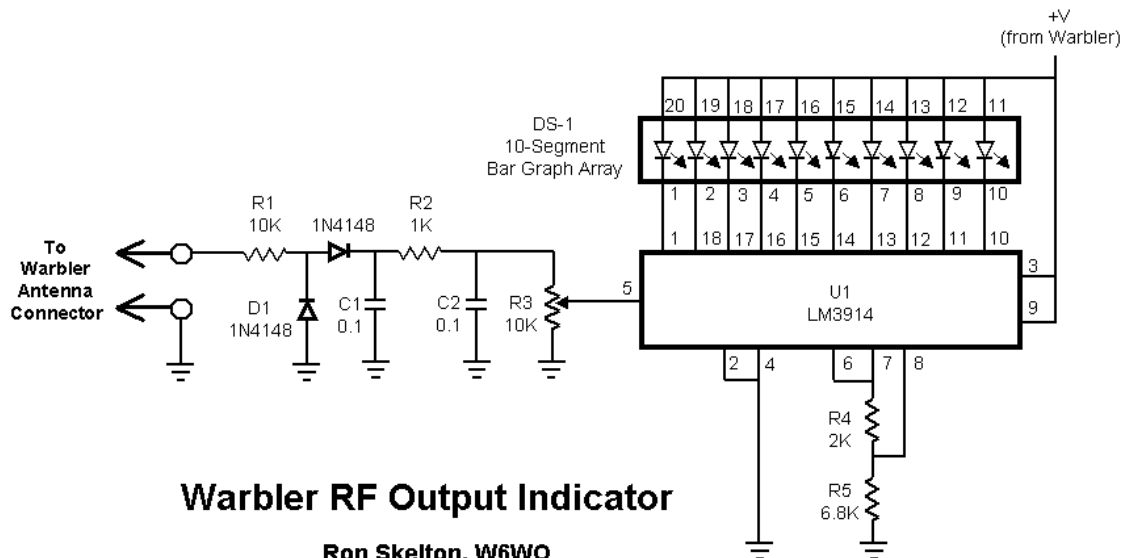 +V
(from Warbler)
20 19 18 17 16 15 14 13 12 11
DS-1
10-Segment
Bar Graph Array
1 2 3 4 5 6 7 8 9 10
R1
10K
1N4148
R2
1K
1 18 17 16 15 14 13 12 11 10
To
Warbler
Antenna
Connector
D1
1N4148
C1
0.1
C2
0.1
R3
10K
5
U1
LM3914
3
9
2 4 6 7 8
R4
2K
R5
6.8K
Warbler RF Output Indicator
Ron Skelton, W6WO